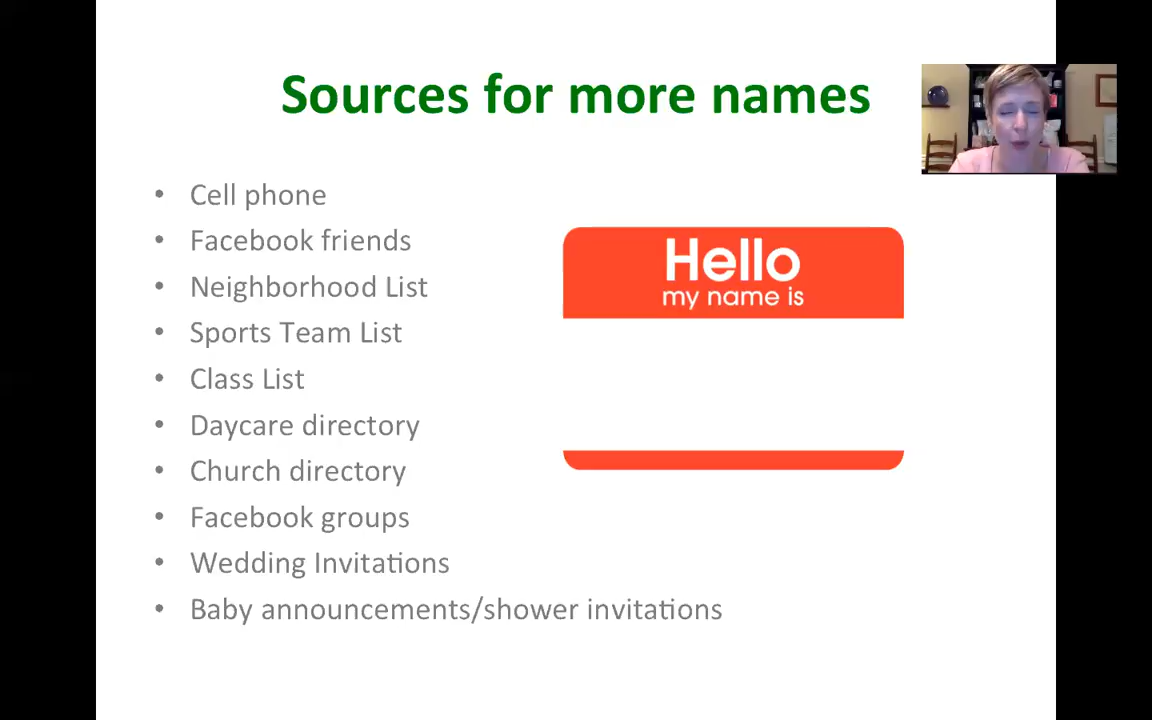 Sources for more names
• Cell phone
• Facebook friends
• Neighborhood List
• Sports Team List
• Class List
• Daycare directory
• Church directory
• Facebook groups
• Wedding Invitations
• Baby announcements/shower invitations
Hello
my name is